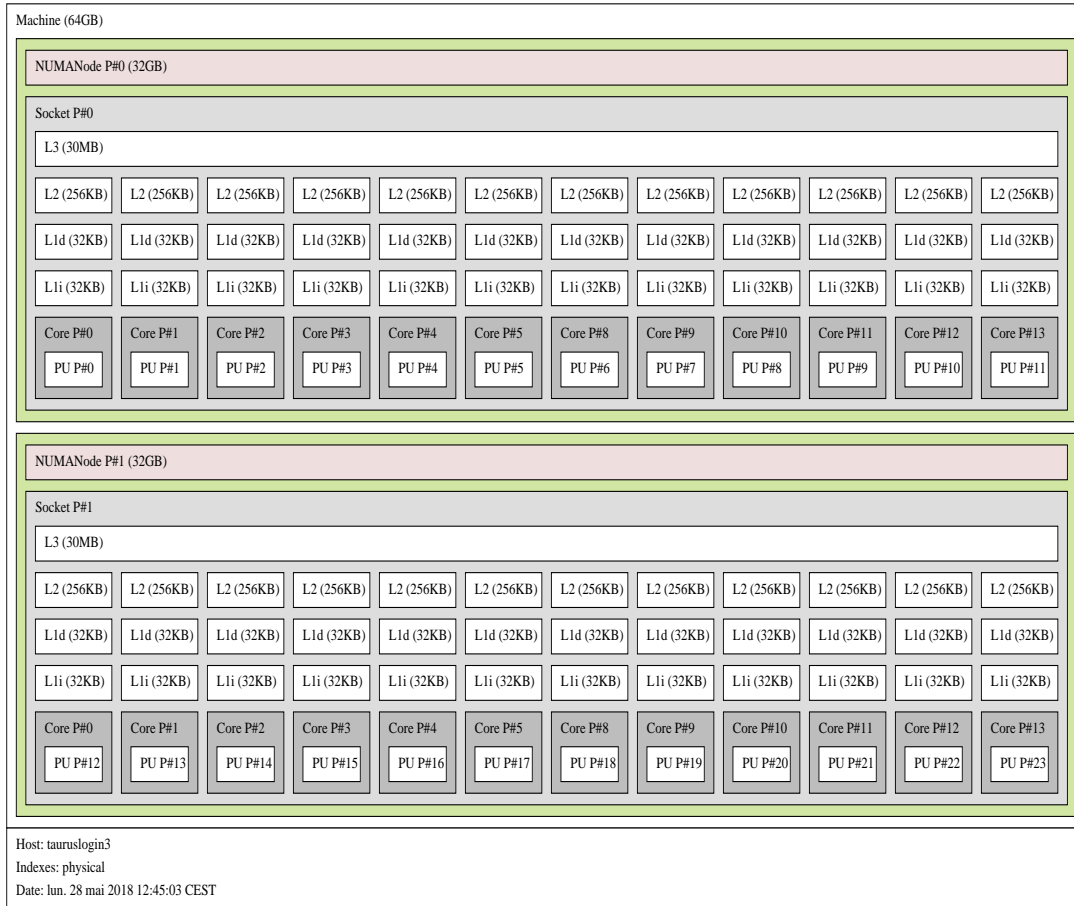 Machine (64GB)
NUMANode P#0 (32GB)
Socket P#0
L3 (30MB)
L2 (256KB) L2 (256KB) L2 (256KB) L2 (256KB) L2 (256KB) L2 (256KB) L2 (256KB) L2 (256KB) L2 (256KB) L2 (256KB) L2 (256KB) L2 (256KB)
L1d (32KB) L1d (32KB) L1d (32KB) L1d (32KB) L1d (32KB) L1d (32KB) L1d (32KB) L1d (32KB) L1d (32KB) L1d (32KB) L1d (32KB) L1d (32KB)
L1i (32KB) L1i (32KB) L1i (32KB) L1i (32KB) L1i (32KB) L1i (32KB) L1i (32KB) L1i (32KB) L1i (32KB) L1i (32KB) L1i (32KB) L1i (32KB)
Core P#0 Core P#1 Core P#2 Core P#3 Core P#4 Core P#5 Core P#8 Core P#9 Core P#10 Core P#11 Core P#12 Core P#13
PU P#0 PU P#1 PU P#2 PU P#3 PU P#4 PU P#5 PU P#6 PU P#7 PU P#8 PU P#9 PU P#10 PU P#11
NUMANode P#1 (32GB)
Socket P#1
L3 (30MB)
L2 (256KB) L2 (256KB) L2 (256KB) L2 (256KB) L2 (256KB) L2 (256KB) L2 (256KB) L2 (256KB) L2 (256KB) L2 (256KB) L2 (256KB) L2 (256KB)
L1d (32KB) L1d (32KB) L1d (32KB) L1d (32KB) L1d (32KB) L1d (32KB) L1d (32KB) L1d (32KB) L1d (32KB) L1d (32KB) L1d (32KB) L1d (32KB)
L1i (32KB) L1i (32KB) L1i (32KB) L1i (32KB) L1i (32KB) L1i (32KB) L1i (32KB) L1i (32KB) L1i (32KB) L1i (32KB) L1i (32KB) L1i (32KB)
Core P#0 Core P#1 Core P#2 Core P#3 Core P#4 Core P#5 Core P#8 Core P#9 Core P#10 Core P#11 Core P#12 Core P#13
PU P#12 PU P#13 PU P#14 PU P#15 PU P#16 PU P#17 PU P#18 PU P#19 PU P#20 PU P#21 PU P#22 PU P#23
Host: tauruslogin3
Indexes: physical
Date: lun. 28 mai 2018 12:45:03 CEST